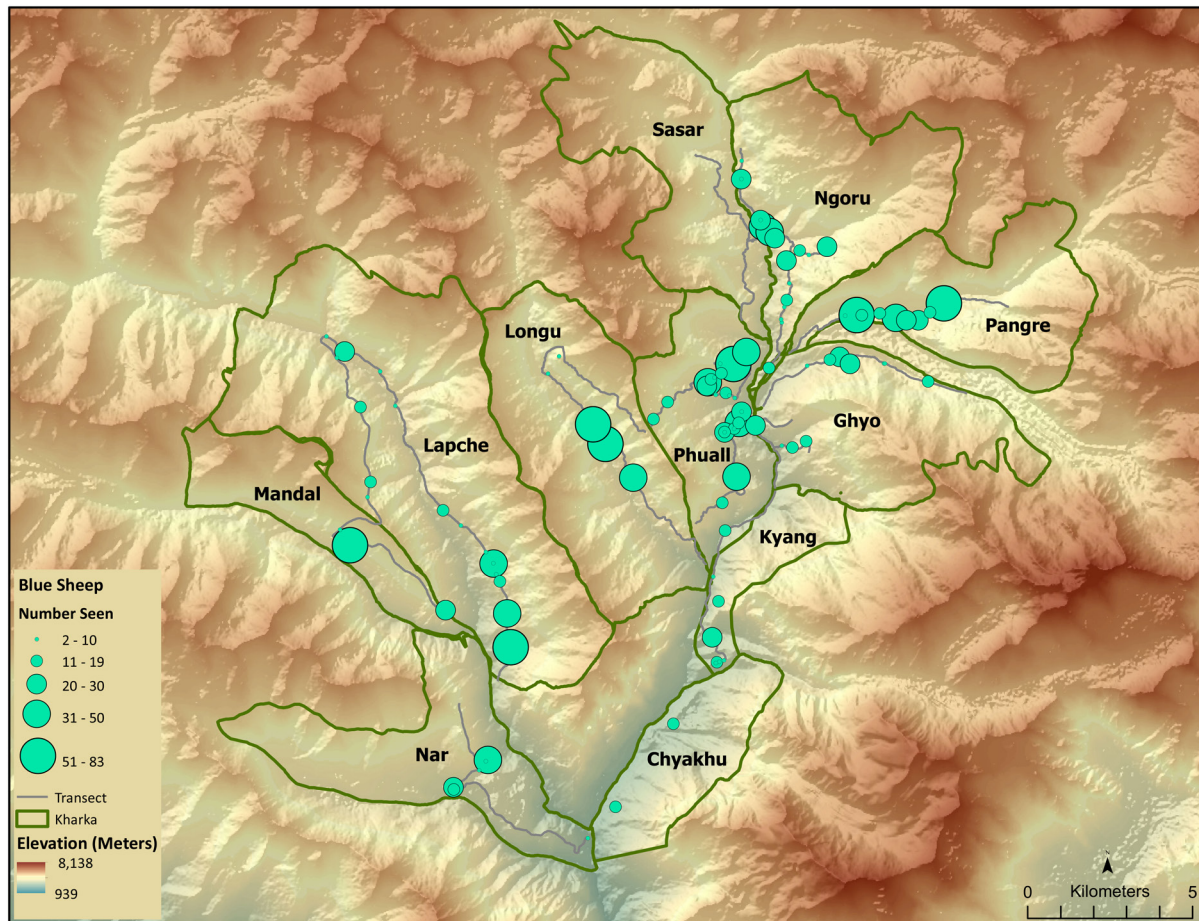 Sasar
Ngoru
Pangre
Longu
Ghyo
Lapche
Phuall
Mandal
Kyang
Nar
Chyakhu
Blue Sheep
Number Seen
2 - 10
11 - 19
20 - 30
31 - 50
51 - 83
Transect
Kharka
Elevation (Meters)
8,138
939
N
Kilometers
0 5